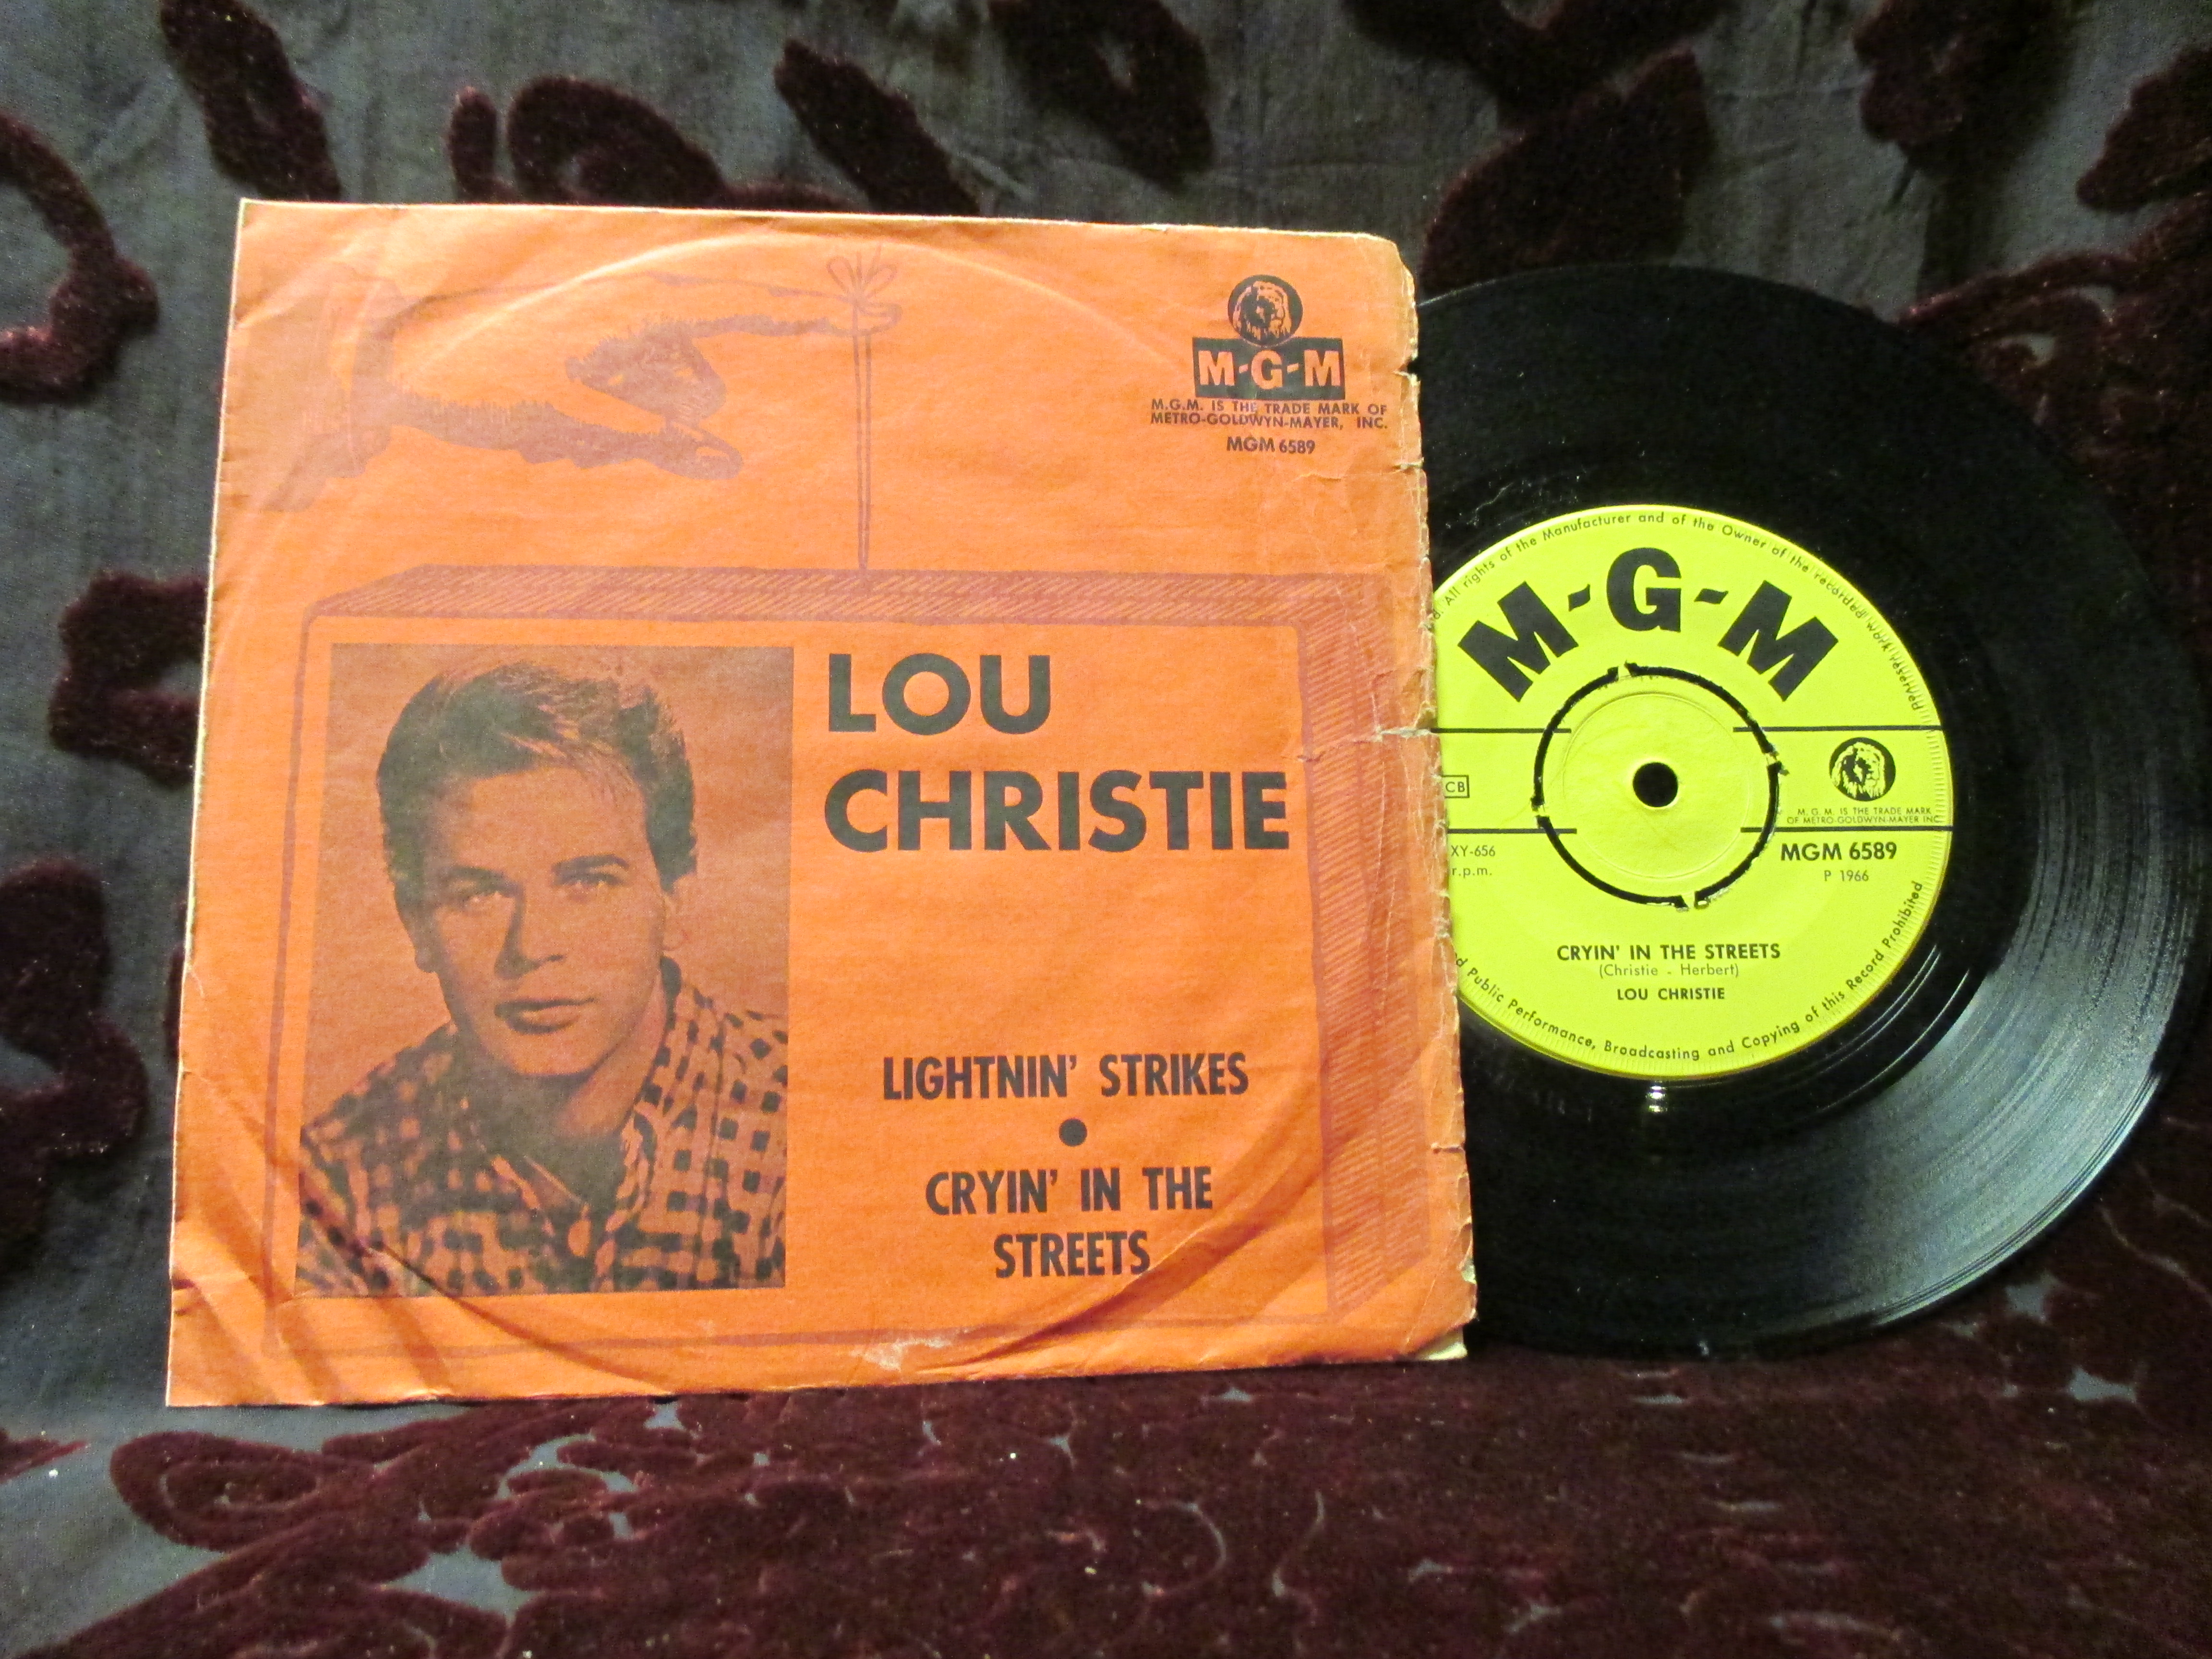 M-G-M
M.G.M. IS THE TRADE MARK OF
METRO-GOLDWYN-MAYER, INC.
MGM 6589
LOU
CHRISTIE
LIGHTNIN' STRIKES
CRYIN' IN THE
STREETS
All rights of the Manufacturer and of the Owner of the recorded work reserved
M-G-M
CB
M. G. M. IS THE TRADE MARK
OF METRO-GOLDWYN-MAYER INC
XY-656
r.p.m.
MGM 6589
P 1966
CRYIN' IN THE STREETS
(Christie - Herbert)
LOU CHRISTIE
Public Performance, Broadcasting and Copying of this Record Prohibited